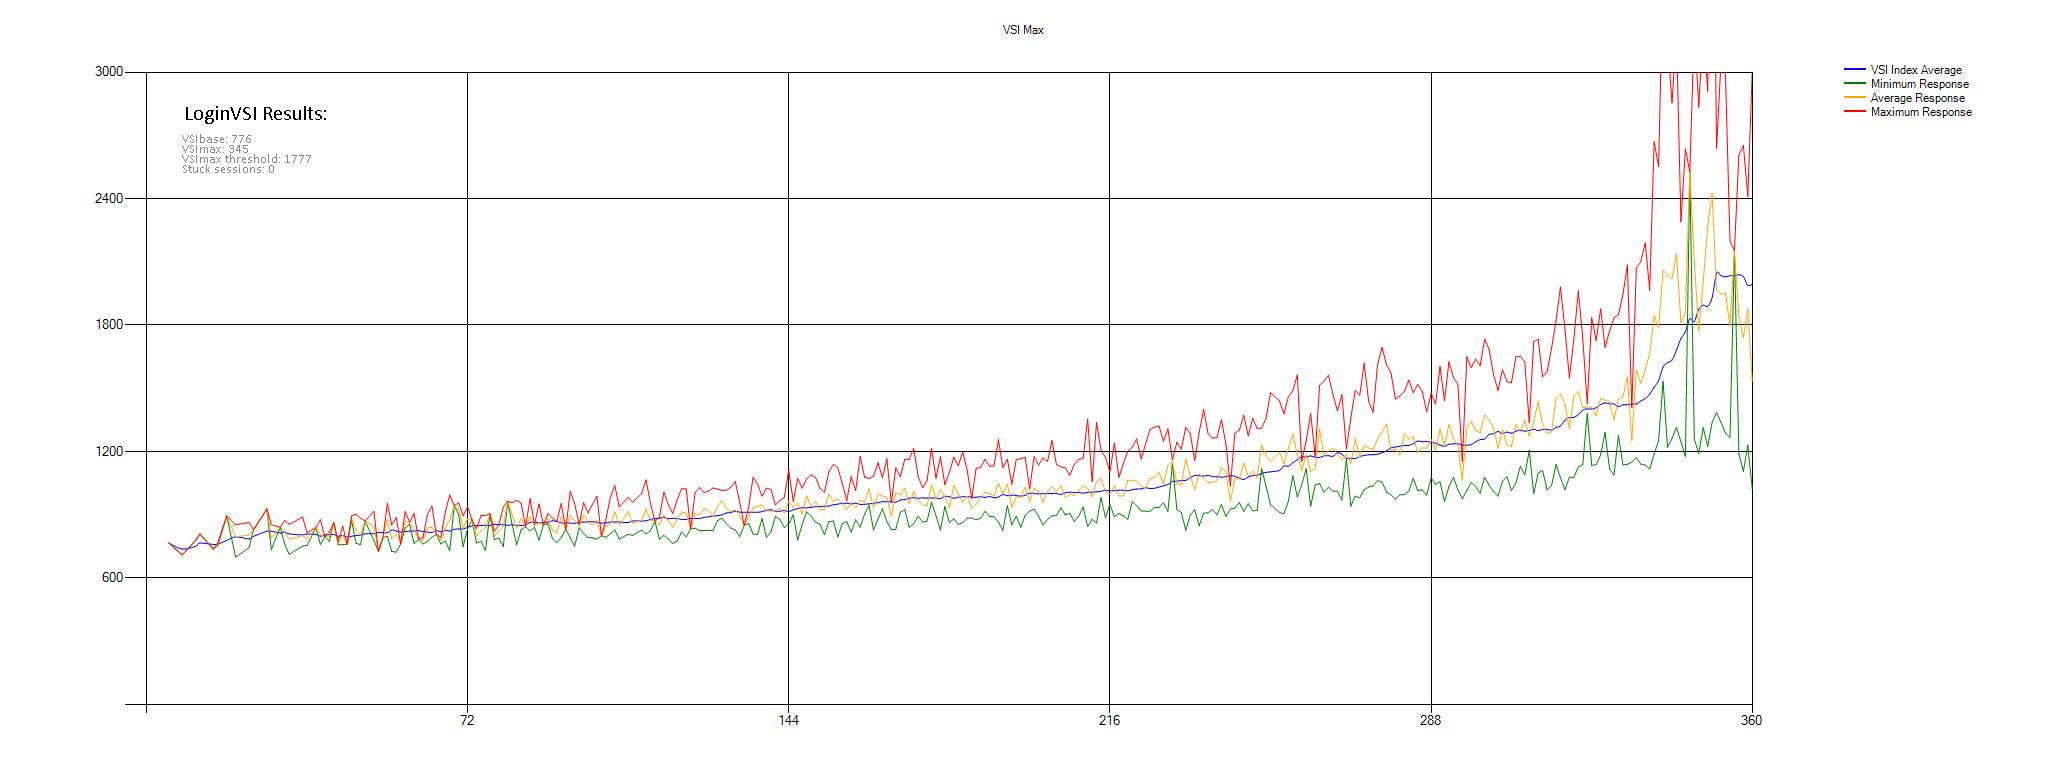 VSI Max
3000
2400
1800
1200
600
LoginVSI Results:
VSIbase: 776
VSImax: 345
VSImax threshold: 1777
Stuck sessions: 0
VSI Index Average
Minimum Response
Average Response
Maximum Response
72
144
216
288
360